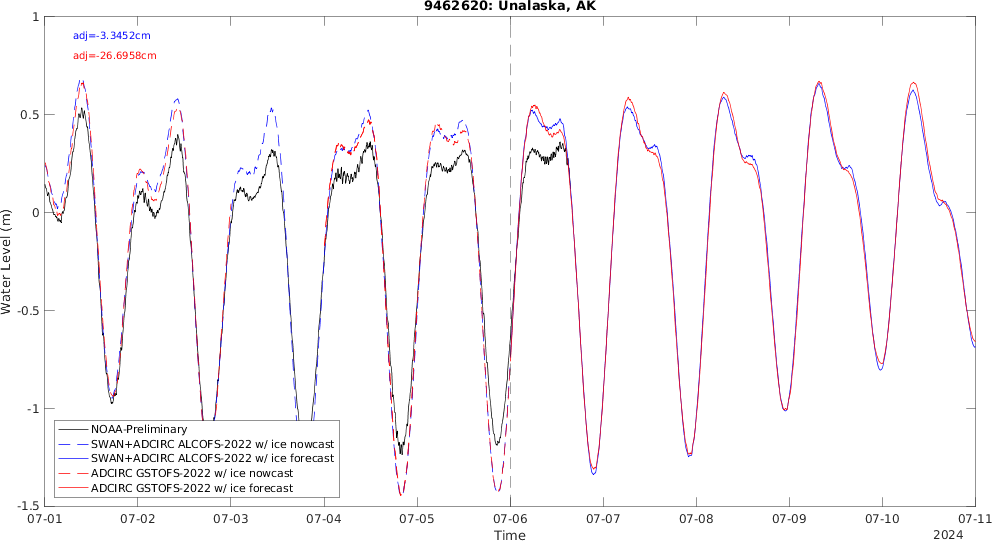 9462620: Unalaska, AK
adj=-3.3452cm
adj=-26.6958cm
1
0.5
0
-0.5
-1
-1.5
Water Level (m)
NOAA-Preliminary
SWAN+ADCIRC ALCOFS-2022 w/ ice nowcast
SWAN+ADCIRC ALCOFS-2022 w/ ice forecast
ADCIRC GSTOFS-2022 w/ ice nowcast
ADCIRC GSTOFS-2022 w/ ice forecast
07-01 07-02 07-03 07-04 07-05 07-06 07-07 07-08 07-09 07-10 07-11
Time
2024